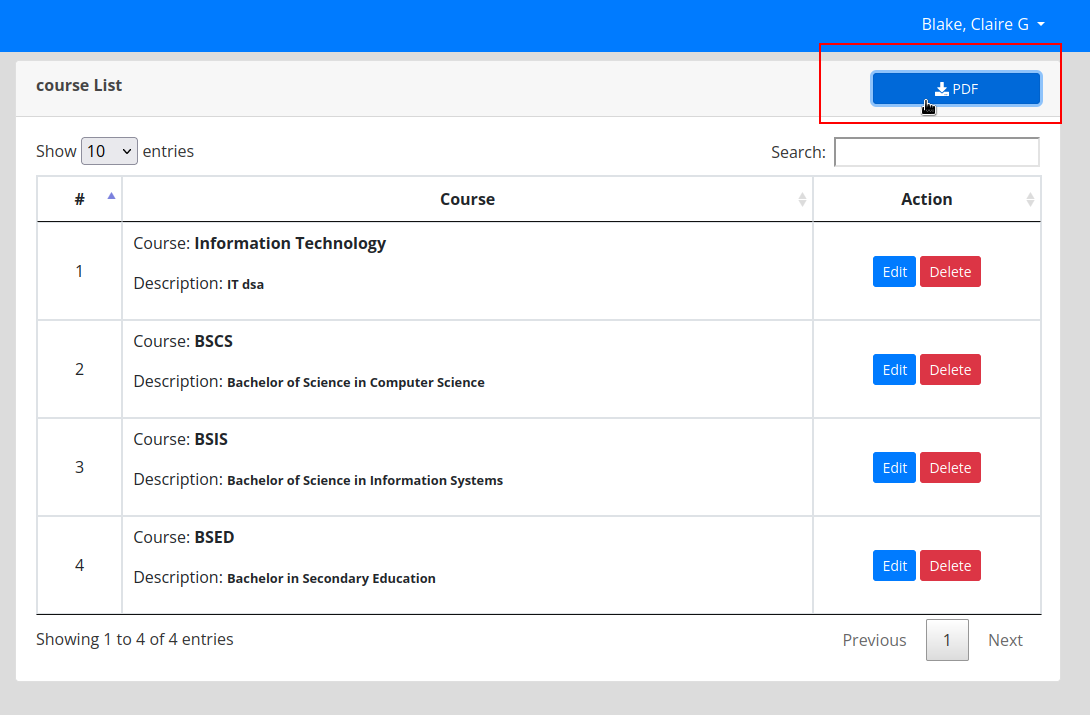 Blake, Claire G
course List
PDF
Show 10 entries
Search:
# Course Action
1
Course: Information Technology
Description: IT dsa
Edit Delete
2
Course: BSCS
Description: Bachelor of Science in Computer Science
Edit Delete
3
Course: BSIS
Description: Bachelor of Science in Information Systems
Edit Delete
4
Course: BSED
Description: Bachelor in Secondary Education
Edit Delete
Showing 1 to 4 of 4 entries
Previous 1 Next